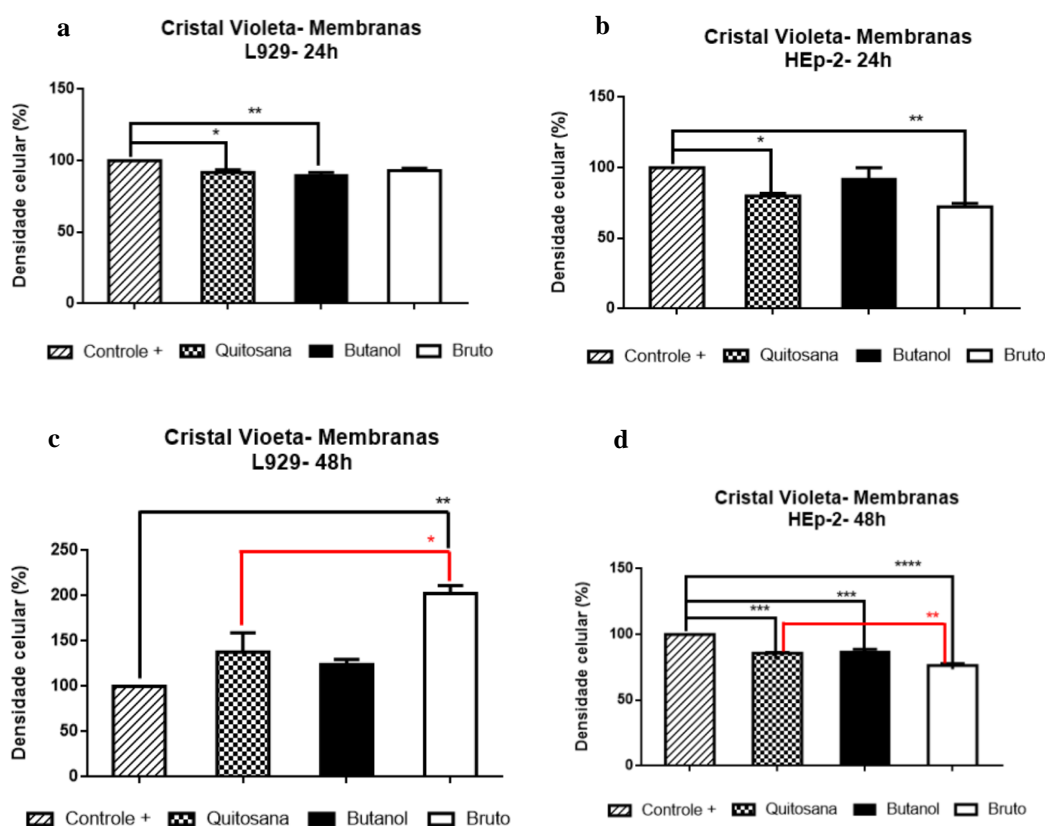 a
Cristal Violeta- Membranas
L929- 24h
Densidade celular (%)
150
100
50
0
*
**
Controle +
Quitosana
Butanol
Bruto
b
Cristal Violeta- Membranas
HEp-2- 24h
Densidade celular (%)
150
100
50
0
*
**
Controle +
Quitosana
Butanol
Bruto
c
Cristal Vioeta- Membranas
L929- 48h
Densidade celular (%)
250
200
150
100
50
0
**
*
Controle +
Quitosana
Butanol
Bruto
d
Cristal Violeta- Membranas
HEp-2- 48h
Densidade celular (%)
150
100
50
0
****
***
***
**
Controle +
Quitosana
Butanol
Bruto